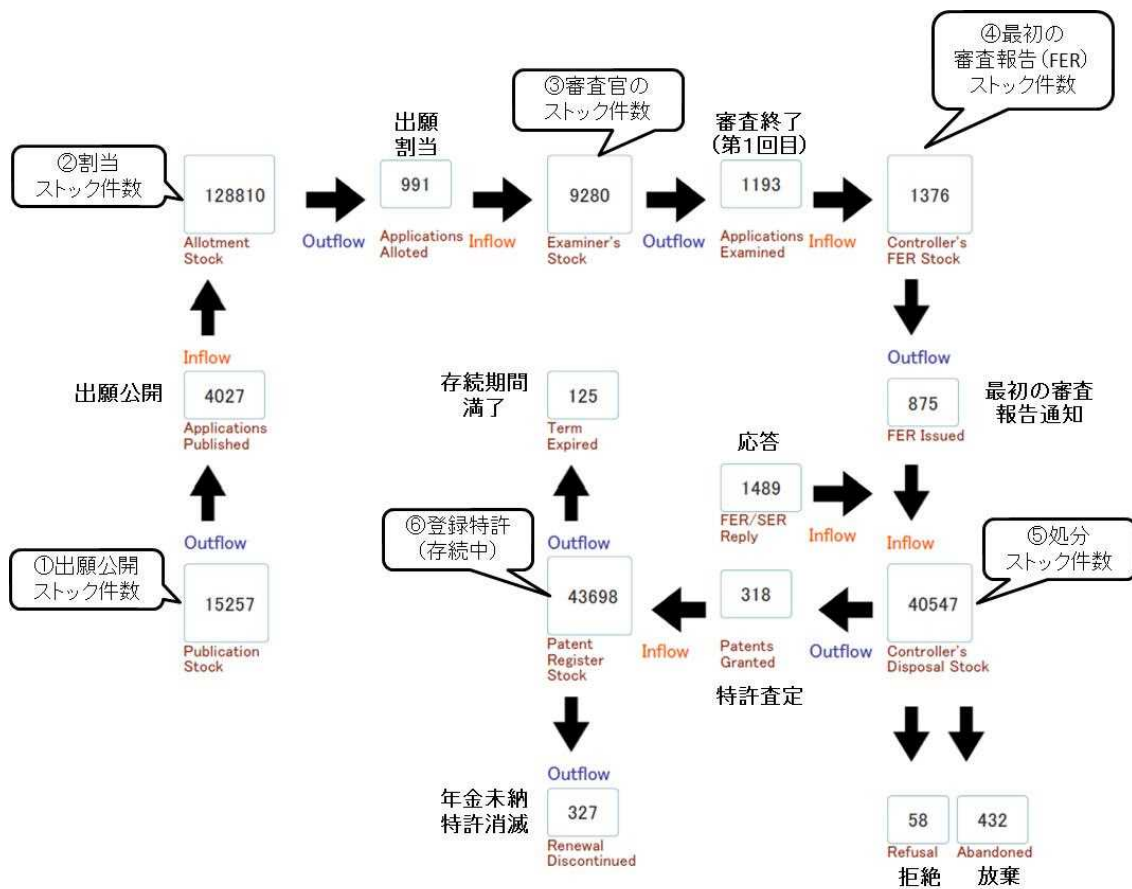 ④最初の
審査報告(FER)
ストック件数
③審査官の
ストック件数
②割当
ストック件数
出願
割当
審査終了
(第1回目)
128810
991
9280
1193
1376
Allotment
Stock
Outflow
Applications
Alloted
Inflow
Examiner's
Stock
Outflow
Applications
Examined
Inflow
Controller's
FER Stock
Inflow
Outflow
出願公開
4027
Applications
Published
存続期間
満了
125
Term
Expired
875
FER Issued
最初の審査
報告通知
応答
1489
FER/SER
Reply
Inflow
Outflow
Outflow
Inflow
①出願公開
ストック件数
15257
Publication
Stock
⑥登録特許
(存続中)
43698
Patent
Register
Stock
Inflow
318
Patents
Granted
特許査定
Outflow
40547
Controller's
Disposal Stock
⑤処分
ストック件数
Outflow
年金未納
特許消滅
327
Renewal
Discontinued
58
Refusal
拒絶
432
Abandoned
放棄